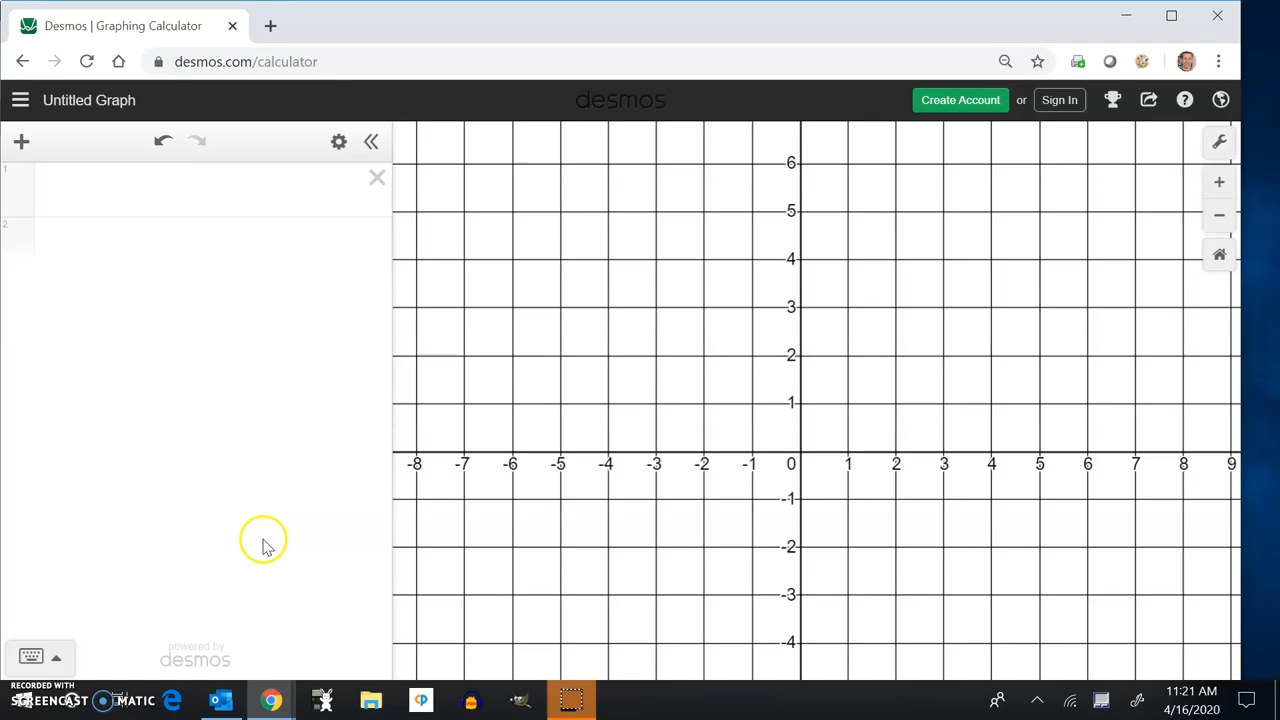 Desmos | Graphing Calculator
desmos.com/calculator
Untitled Graph
desmos
Create Account or Sign In
1
2
6
5
4
3
2
1
-8 -7 -6 -5 -4 -3 -2 -1 0 1 2 3 4 5 6 7 8 9
-1
-2
-3
-4
powered by
desmos
RECORDED WITH
SCREENCAST MATIC
11:21 AM
4/16/2020